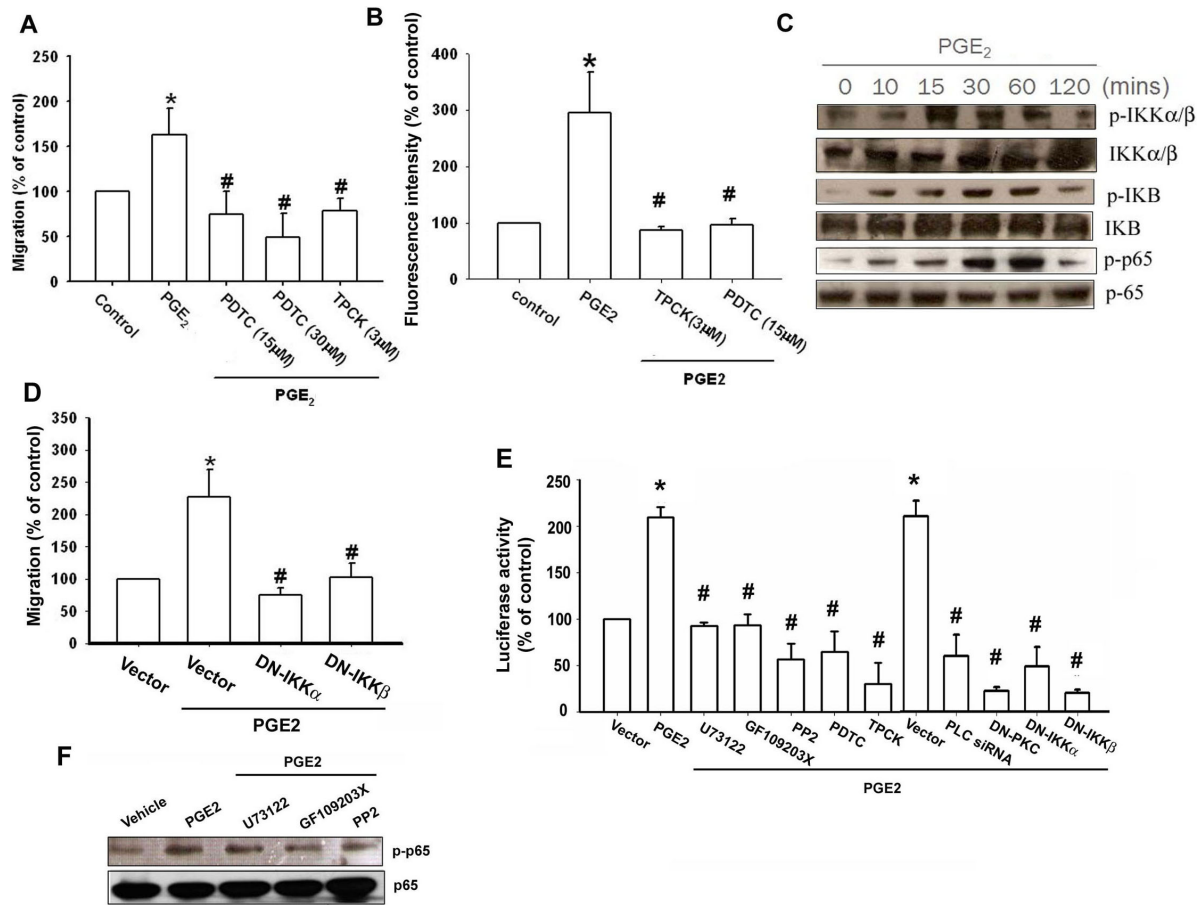 A
Migration (% of control)
250
200
150
100
50
0
*
#
#
#
Control
PGE2
PDTC (15μM)
PDTC (30μM)
TPCK (3μM)
PGE2
B
Fluorescence intensity (% of control)
400
300
200
100
0
*
#
#
control
PGE2
TPCK(3μM)
PDTC (15μM)
PGE2
C
PGE2
0 10 15 30 60 120 (mins)
p-IKKα/β
IKKα/β
p-IKB
IKB
p-p65
p-65
D
Migration (% of control)
350
300
250
200
150
100
50
0
*
#
#
Vector
Vector
DN-IKKα
DN-IKKβ
PGE2
E
Luciferase activity
(% of control)
250
200
150
100
50
0
*
#
#
#
#
#
*
#
#
#
#
Vector
PGE2
U73122
GF109203X
PP2
PDTC
TPCK
Vector
PLC siRNA
DN-PKC
DN-IKKα
DN-IKKβ
PGE2
F
PGE2
Vehicle
PGE2
U73122
GF109203X
PP2
p-p65
p65